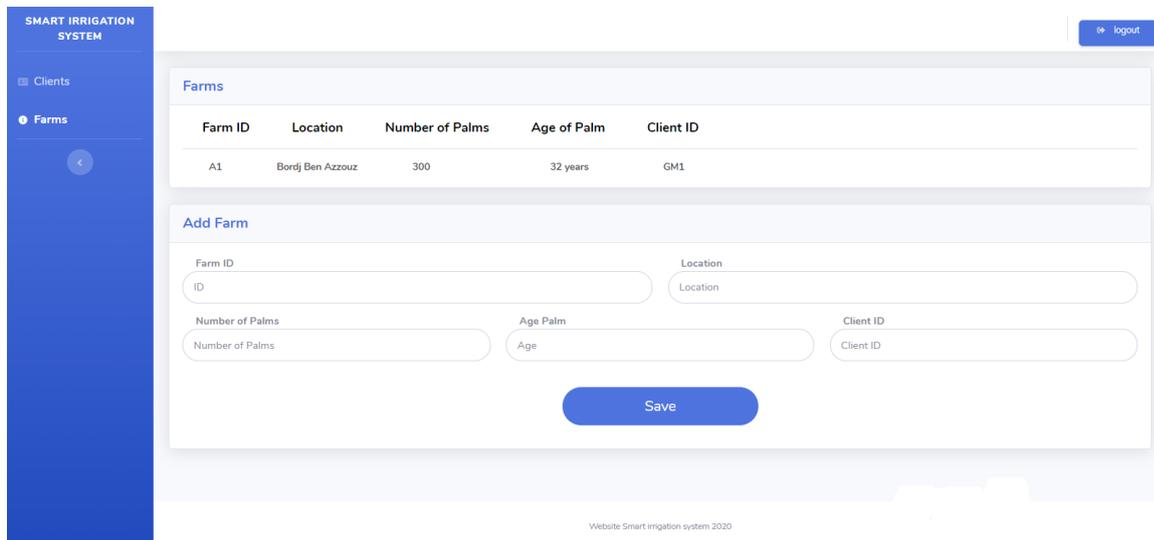 SMART IRRIGATION
SYSTEM
logout
Clients
Farms
Farms
Farm ID Location Number of Palms Age of Palm Client ID
A1 Bordj Ben Azzouz 300 32 years GM1
Add Farm
Farm ID Location
ID Location
Number of Palms Age Palm Client ID
Number of Palms Age Client ID
Save
Website Smart irrigation system 2020